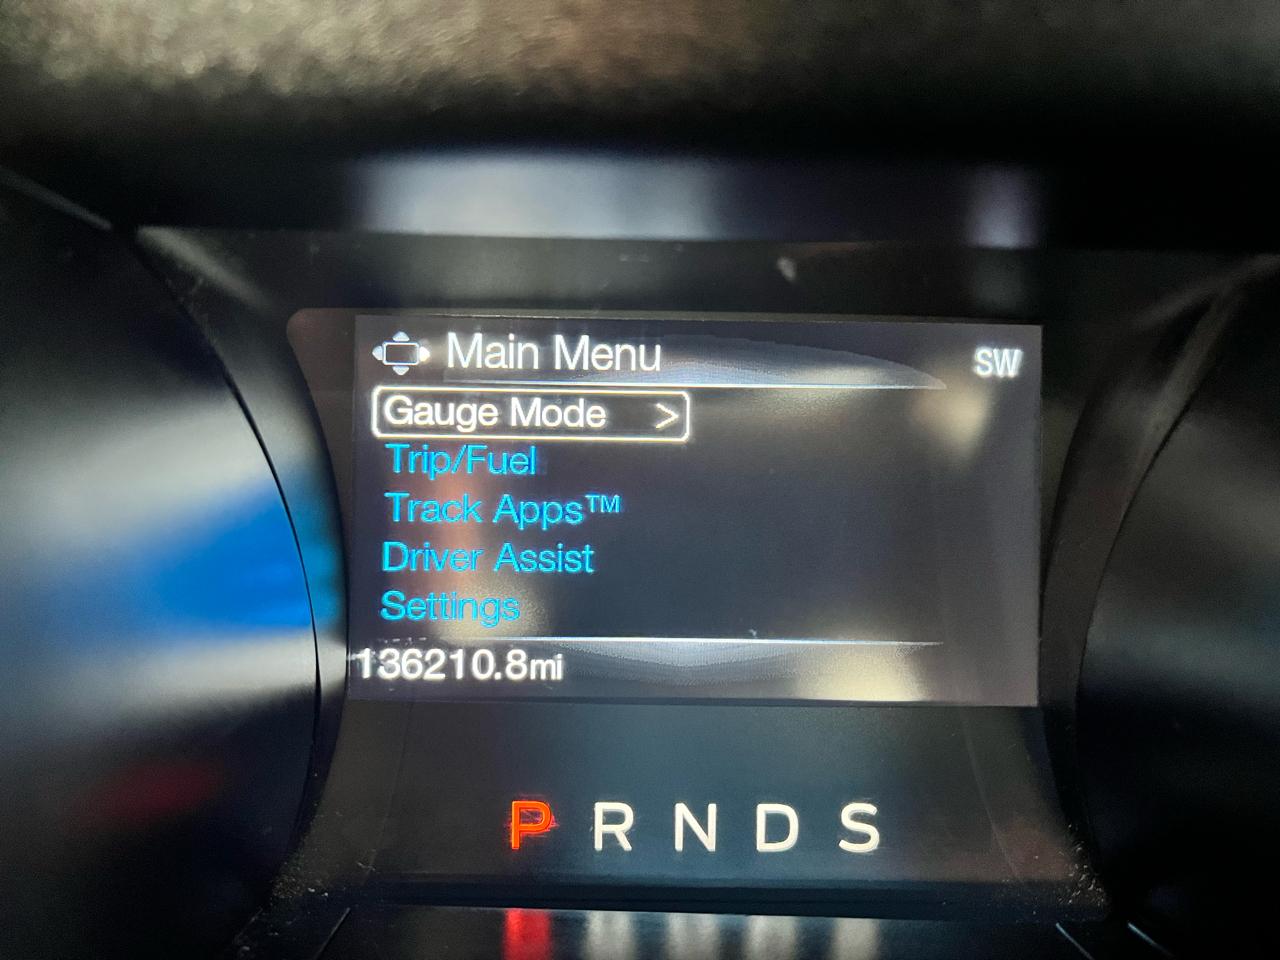 Main Menu SW
Gauge Mode >
Trip/Fuel
Track Apps™
Driver Assist
Settings
136210.8mi
P R N D S